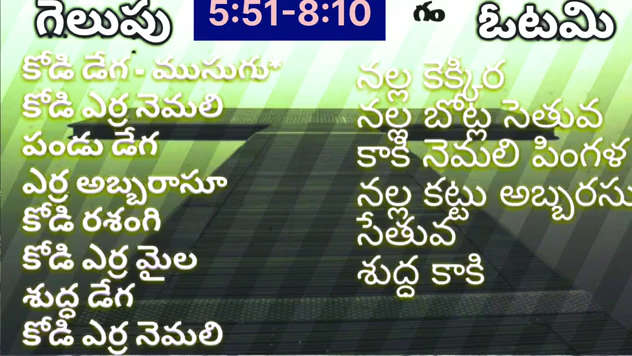 గెలుపు 5:51-8:10 గం ఓటమి
కోడి డేగ - ముసుగు*
కోడి ఎర్ర నెమలి
పండు డేగ
ఎర్ర అబ్బరాసూ
కోడి రశంగి
కోడి ఎర్ర మైల
శుద్ధ డేగ
కోడి ఎర్ర నెమలి
నల్ల కెక్కిర
నల్ల బోట్ల సెతువ
కాకి నెమలి పింగళ
నల్ల కట్టు అబ్బరసు
సేతువ
శుద్ద కాకి